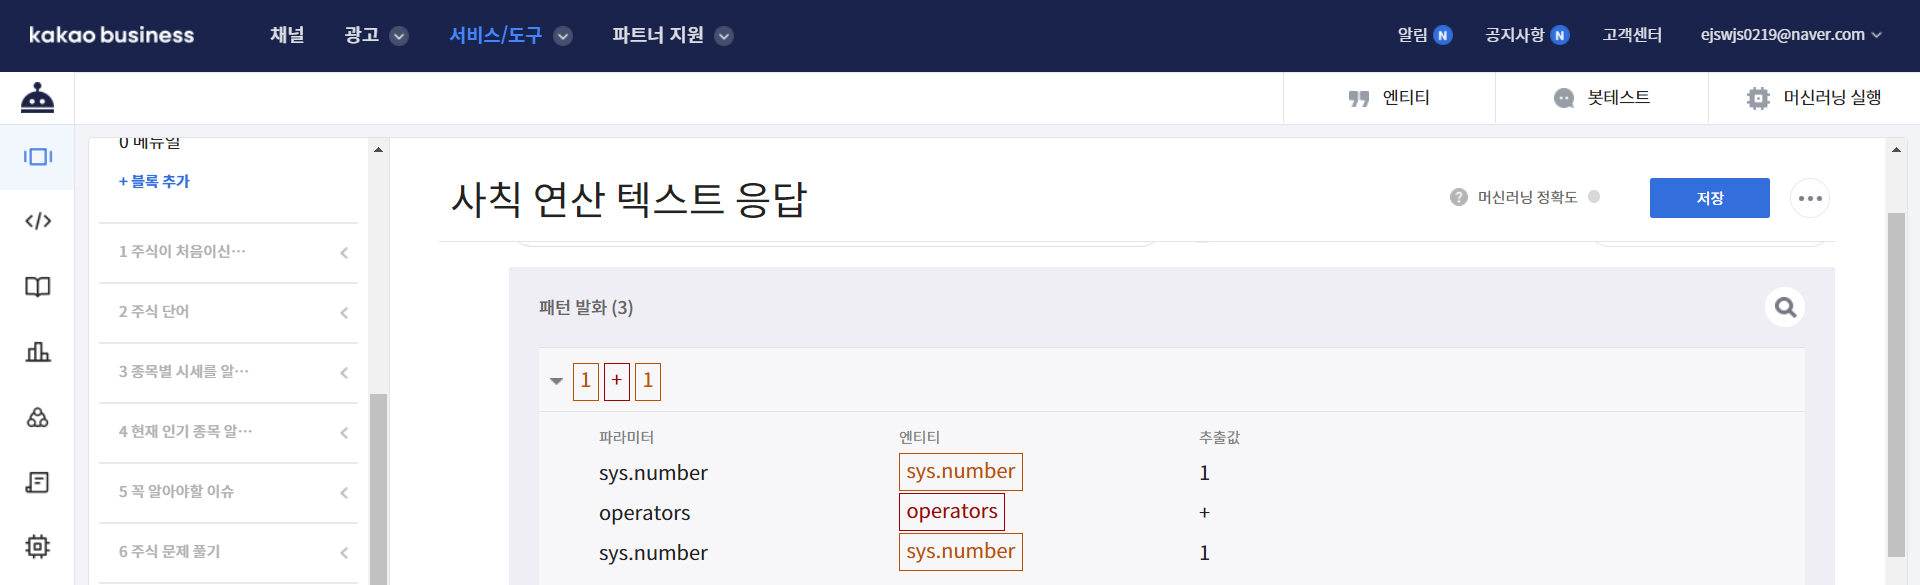 kakao business 채널 광고 서비스/도구 파트너 지원 알림 N 공지사항 N 고객센터 ejswjs0219@naver.com
엔티티 봇테스트 머신러닝 실행
+ 블록 추가
1 주식이 처음이신···
2 주식 단어
3 종목별 시세를 알···
4 현재 인기 종목 알···
5 꼭 알아야할 이슈
6 주식 문제 풀기
사칙 연산 텍스트 응답
? 머신러닝 정확도 저장
패턴 발화 (3)
1 + 1
파라미터 엔티티 추출값
sys.number sys.number 1
operators operators +
sys.number sys.number 1